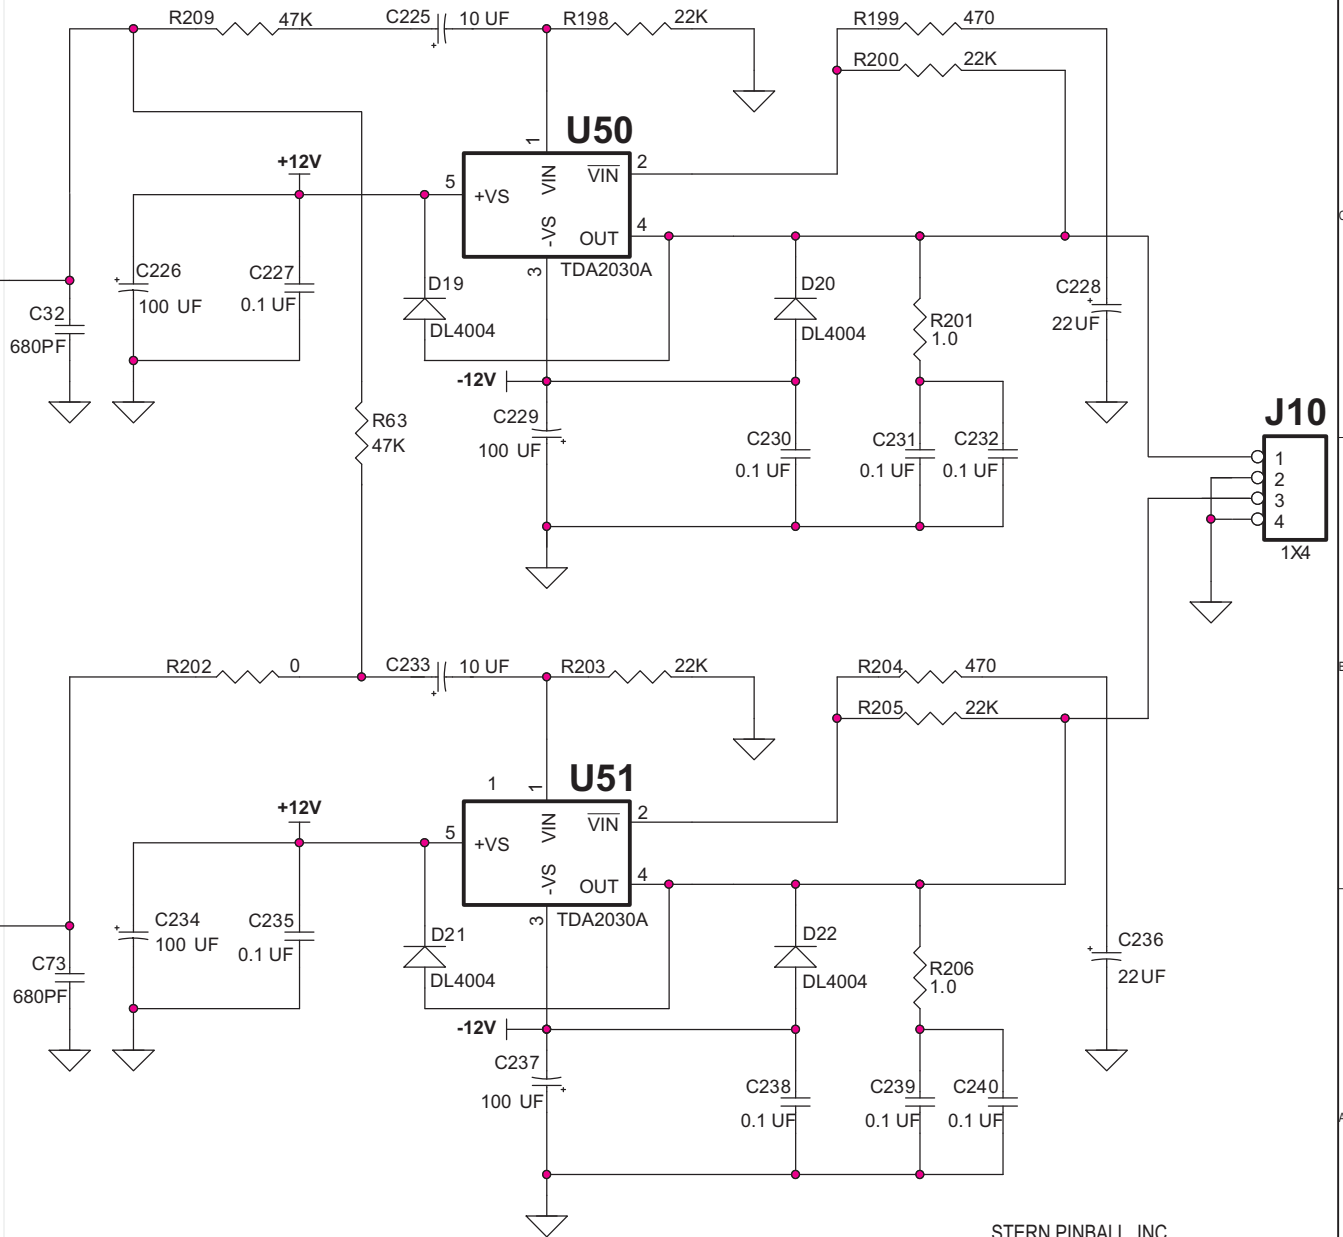 R209 47K C225 10 UF R198 22K R199 470
R200 22K
U50
+12V
1 VIN
5 +VS
VIN 2
-VS
OUT 4
3 TDA2030A
C226 100 UF
C227 0.1 UF
D19 DL4004
D20 DL4004
C228 22UF
C32 680PF
R201 1.0
-12V
R63 47K
C229 100 UF
C230 0.1 UF
C231 0.1 UF
C232 0.1 UF
J10
1
2
3
4
1X4
R202 0 C233 10 UF R203 22K R204 470
R205 22K
U51
1
+12V
1 VIN
5 +VS
VIN 2
-VS
OUT 4
3 TDA2030A
C234 100 UF
C235 0.1 UF
D21 DL4004
D22 DL4004
C236 22UF
C73 680PF
R206 1.0
-12V
C237 100 UF
C238 0.1 UF
C239 0.1 UF
C240 0.1 UF
STERN PINBALL, INC